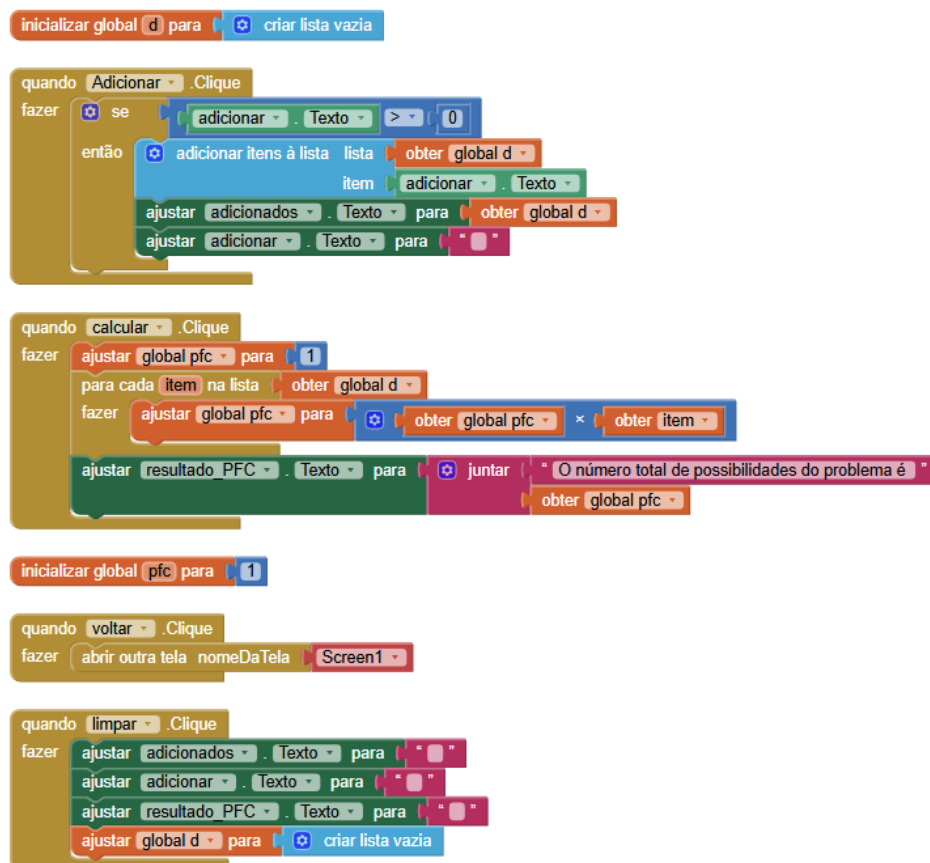 inicializar global d para criar lista vazia
quando Adicionar .Clique
fazer se adicionar . Texto > 0
então adicionar itens à lista lista obter global d
item adicionar . Texto
ajustar adicionados . Texto para obter global d
ajustar adicionar . Texto para " "
quando calcular .Clique
fazer ajustar global pfc para 1
para cada item na lista obter global d
fazer ajustar global pfc para obter global pfc × obter item
ajustar resultado_PFC . Texto para juntar " O número total de possibilidades do problema é "
obter global pfc
inicializar global pfc para 1
quando voltar .Clique
fazer abrir outra tela nomeDaTela Screen1
quando limpar .Clique
fazer ajustar adicionados . Texto para " "
ajustar adicionar . Texto para " "
ajustar resultado_PFC . Texto para " "
ajustar global d para criar lista vazia